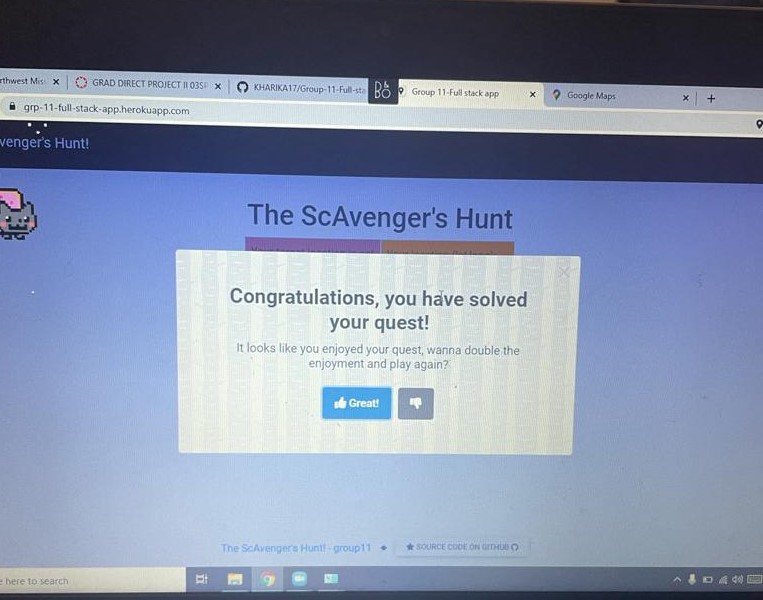 rthwest Mis
GRAD DIRECT PROJECT II 03SP
KHARIKA17/Group-11-Full-sta
Group 11-Full stack app
Google Maps
grp-11-full-stack-app.herokuapp.com
venger's Hunt!
The ScAvenger's Hunt
Congratulations, you have solved
your quest!
It looks like you enjoyed your quest, wanna double the
enjoyment and play again?
Great!
The ScAvenger's Hunt! - group11
SOURCE CODE ON GITHUB
here to search